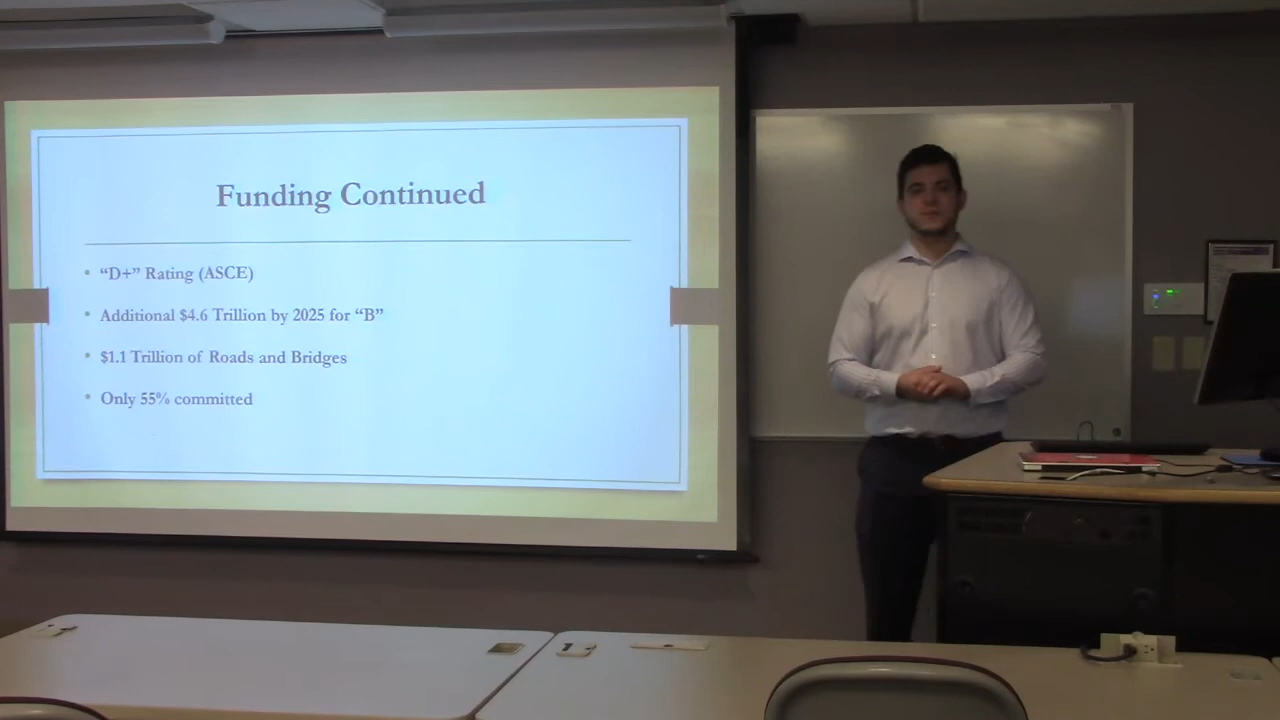 Funding Continued
• “D+” Rating (ASCE)
• Additional $4.6 Trillion by 2025 for “B”
• $1.1 Trillion of Roads and Bridges
• Only 55% committed